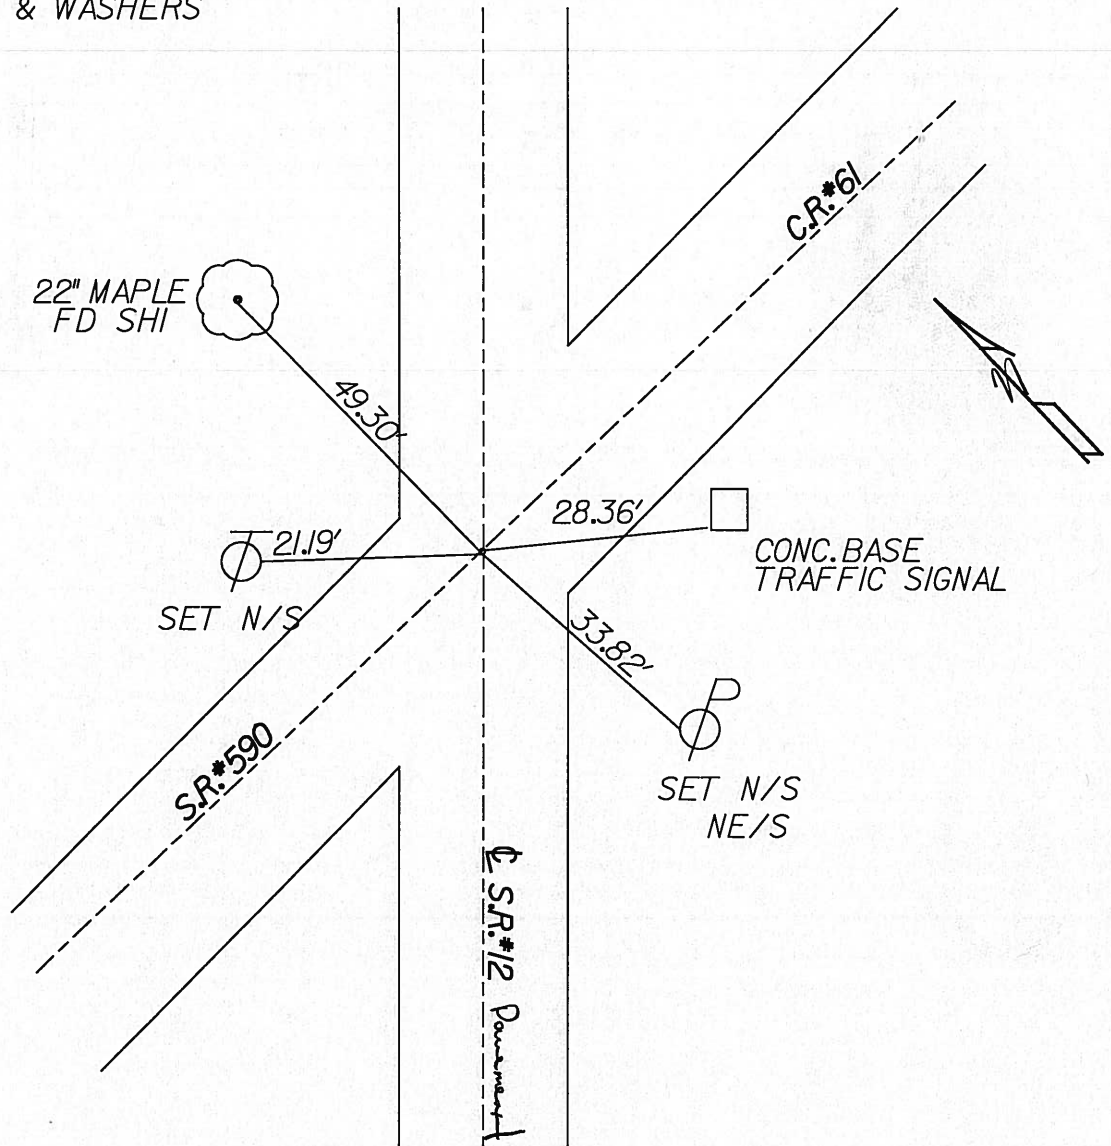 & WASHERS
C.R.#61
22" MAPLE
FD SHI
49.30'
N
21.19'
28.36'
CONC. BASE
TRAFFIC SIGNAL
SET N/S
33.82'
P
S.R.#590
SET N/S
NE/S
℄ S.R.#12 Pavement